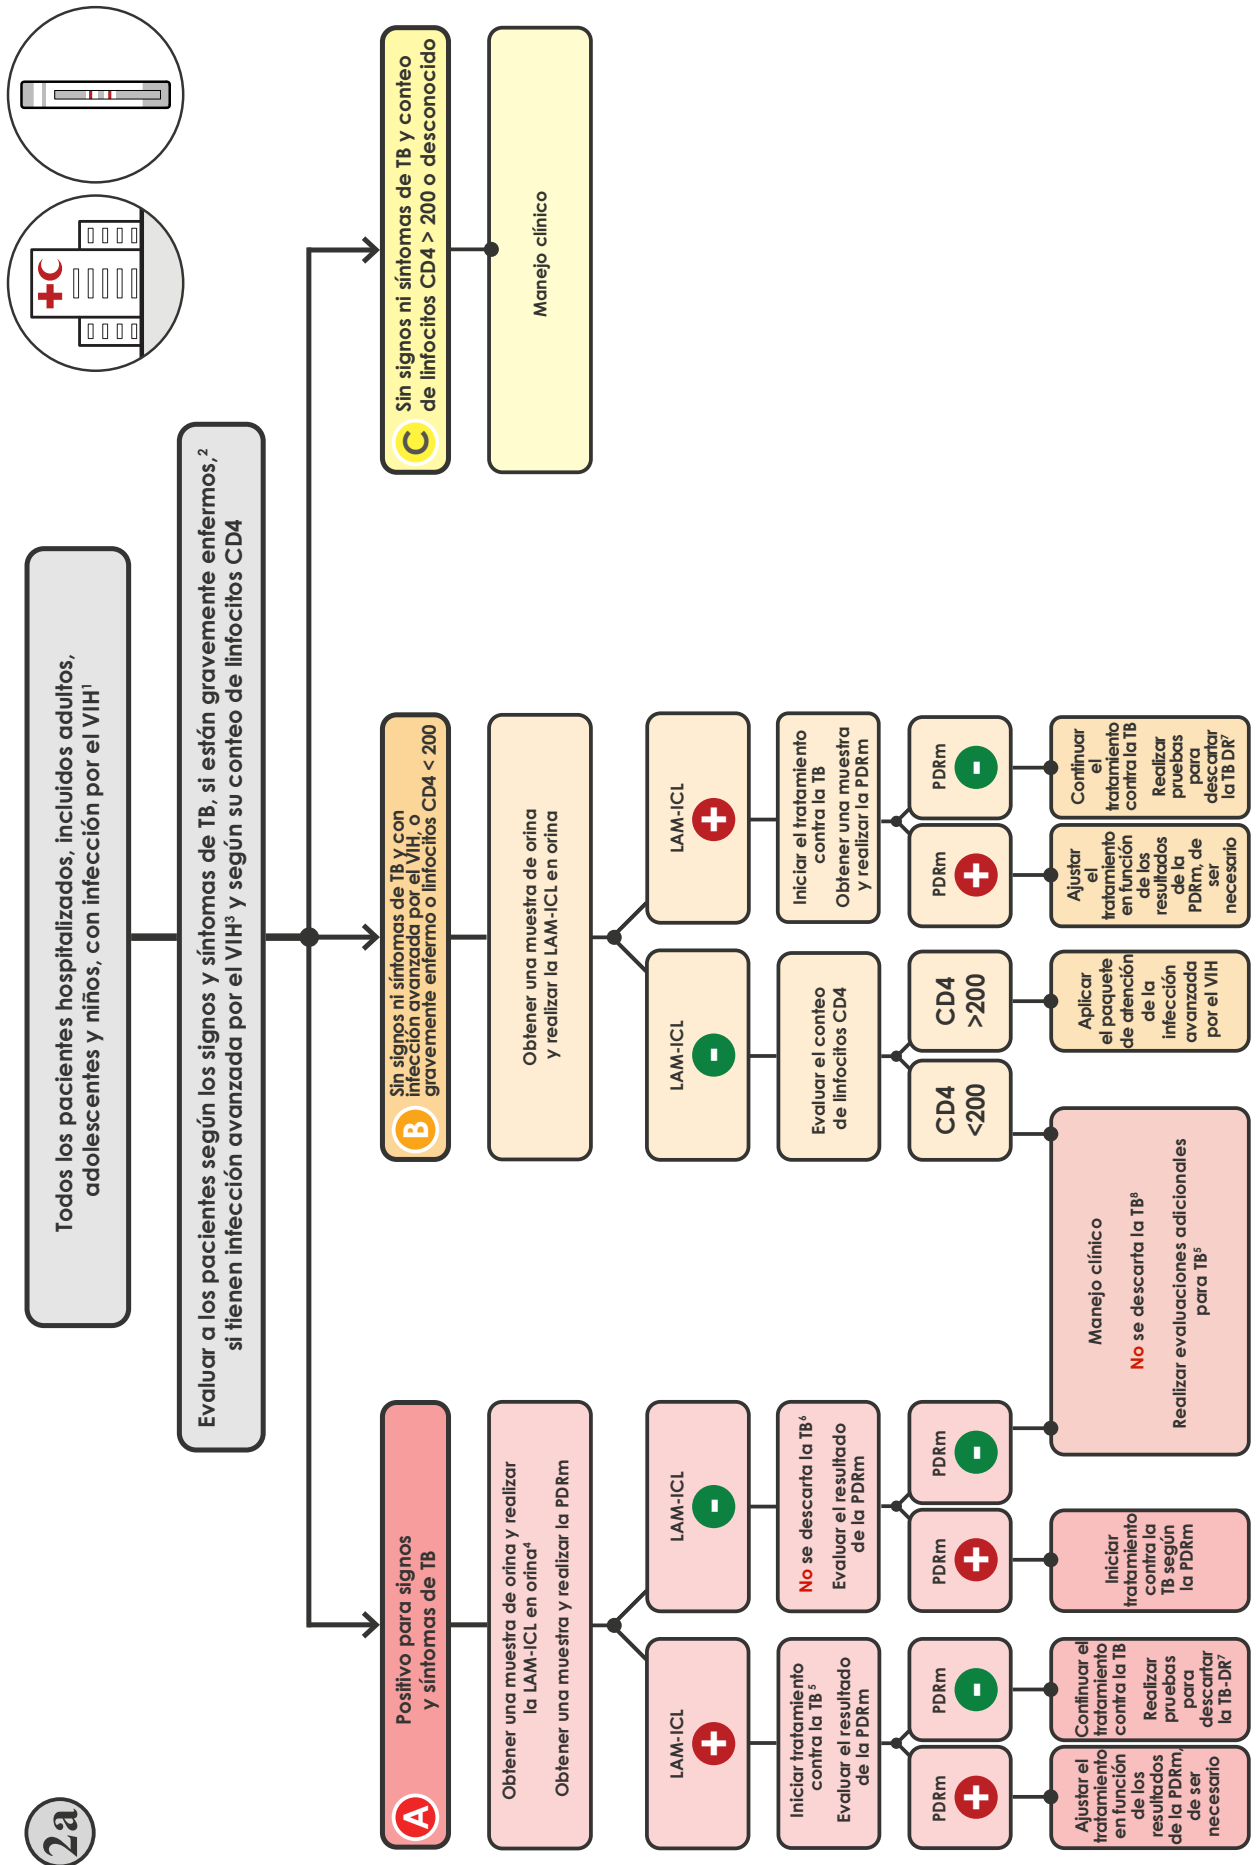 2a
Todos los pacientes hospitalizados, incluidos adultos,
adolescentes y niños, con infección por el VIH¹
Evaluar a los pacientes según los signos y síntomas de TB, si están gravemente enfermos,²
si tienen infección avanzada por el VIH³ y según su conteo de linfocitos CD4
A
Positivo para signos
y síntomas de TB
Obtener una muestra de orina y realizar
la LAM-ICL en orina⁴
Obtener una muestra y realizar la PDRm
LAM-ICL
+
Iniciar tratamiento
contra la TB⁵
Evaluar el resultado
de la PDRm
PDRm
+
Ajustar el
tratamiento
en función
de los
resultados
de la PDRm,
de ser
necesario
PDRm
-
Continuar el
tratamiento
contra la TB
Realizar
pruebas
para
descartar
la TB-DR⁷
LAM-ICL
-
No se descarta la TB⁶
Evaluar el resultado
de la PDRm
PDRm
+
Iniciar
tratamiento
contra la
TB según
la PDRm
PDRm
-
Manejo clínico
No se descarta la TB⁸
Realizar evaluaciones adicionales
para TB⁵
B
Sin signos ni síntomas de TB y con
infección avanzada por el VIH, o
gravemente enfermo o linfocitos CD4 < 200
Obtener una muestra de orina
y realizar la LAM-ICL en orina
LAM-ICL
-
Evaluar el conteo
de linfocitos CD4
CD4
<200
CD4
>200
Aplicar
el paquete
de atención
de la
infección
avanzada
por el VIH
LAM-ICL
+
Iniciar el tratamiento
contra la TB
Obtener una muestra
y realizar la PDRm
PDRm
+
Ajustar
el
tratamiento
en función
de los
resultados
de la
PDRm, de
ser
necesario
PDRm
-
Continuar
el
tratamiento
contra la TB
Realizar
pruebas
para
descartar
la TB DR⁷
C
Sin signos ni síntomas de TB y conteo
de linfocitos CD4 > 200 o desconocido
Manejo clínico